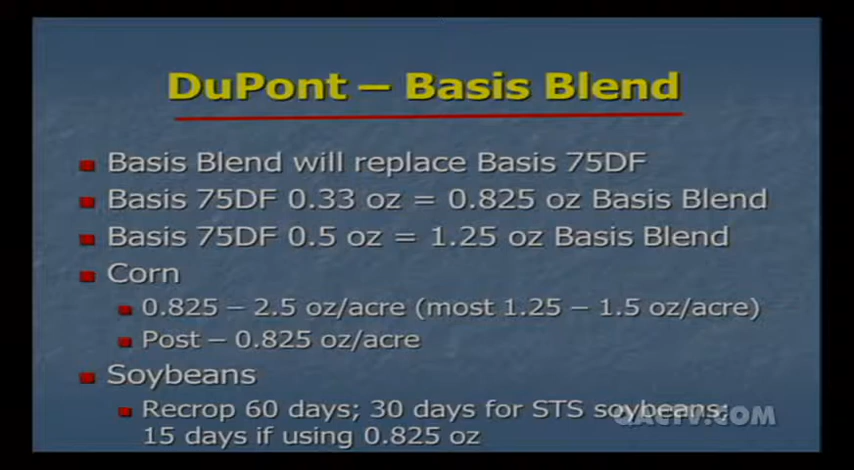 DuPont – Basis Blend
Basis Blend will replace Basis 75DF
Basis 75DF 0.33 oz = 0.825 oz Basis Blend
Basis 75DF 0.5 oz = 1.25 oz Basis Blend
Corn
0.825 – 2.5 oz/acre (most 1.25 – 1.5 oz/acre)
Post – 0.825 oz/acre
Soybeans
Recrop 60 days; 30 days for STS soybeans;
15 days if using 0.825 oz
QACTV.COM